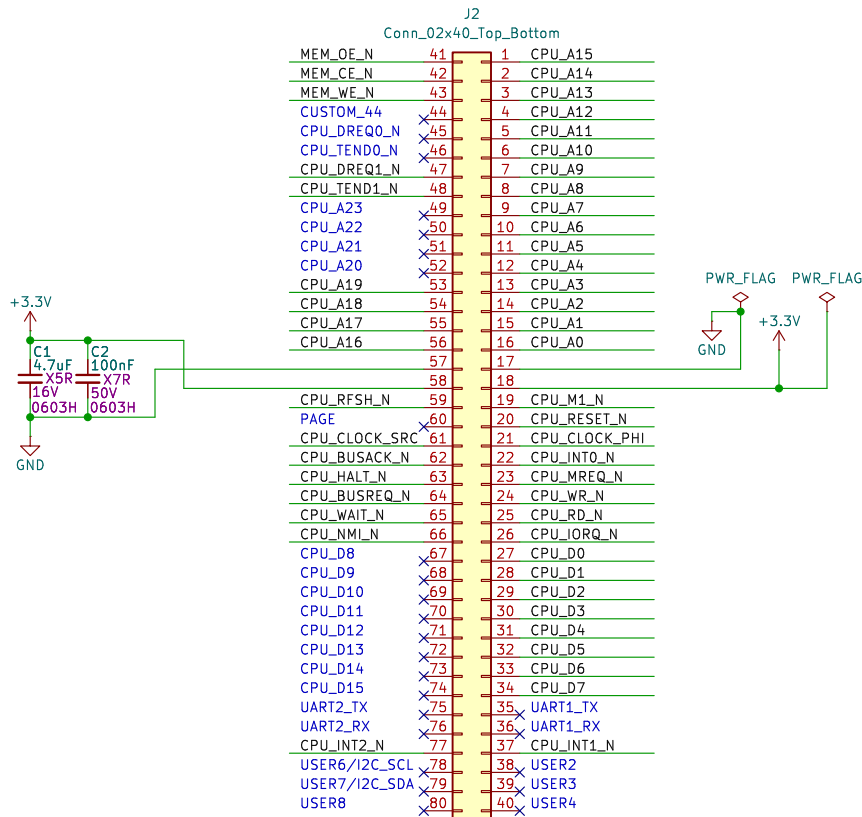 J2
Conn_02x40_Top_Bottom
MEM_OE_N 41 1 CPU_A15
MEM_CE_N 42 2 CPU_A14
MEM_WE_N 43 3 CPU_A13
CUSTOM_44 44 4 CPU_A12
CPU_DREQ0_N 45 5 CPU_A11
CPU_TEND0_N 46 6 CPU_A10
CPU_DREQ1_N 47 7 CPU_A9
CPU_TEND1_N 48 8 CPU_A8
CPU_A23 49 9 CPU_A7
CPU_A22 50 10 CPU_A6
CPU_A21 51 11 CPU_A5
CPU_A20 52 12 CPU_A4
CPU_A19 53 13 CPU_A3
CPU_A18 54 14 CPU_A2
CPU_A17 55 15 CPU_A1
CPU_A16 56 16 CPU_A0
57 17
58 18
CPU_RFSH_N 59 19 CPU_M1_N
PAGE 60 20 CPU_RESET_N
CPU_CLOCK_SRC 61 21 CPU_CLOCK_PHI
CPU_BUSACK_N 62 22 CPU_INT0_N
CPU_HALT_N 63 23 CPU_MREQ_N
CPU_BUSREQ_N 64 24 CPU_WR_N
CPU_WAIT_N 65 25 CPU_RD_N
CPU_NMI_N 66 26 CPU_IORQ_N
CPU_D8 67 27 CPU_D0
CPU_D9 68 28 CPU_D1
CPU_D10 69 29 CPU_D2
CPU_D11 70 30 CPU_D3
CPU_D12 71 31 CPU_D4
CPU_D13 72 32 CPU_D5
CPU_D14 73 33 CPU_D6
CPU_D15 74 34 CPU_D7
UART2_TX 75 35 UART1_TX
UART2_RX 76 36 UART1_RX
CPU_INT2_N 77 37 CPU_INT1_N
USER6/I2C_SCL 78 38 USER2
USER7/I2C_SDA 79 39 USER3
USER8 80 40 USER4
+3.3V
C1
4.7uF
X5R
16V
0603H
C2
100nF
X7R
50V
0603H
GND
PWR_FLAG
PWR_FLAG
GND
+3.3V